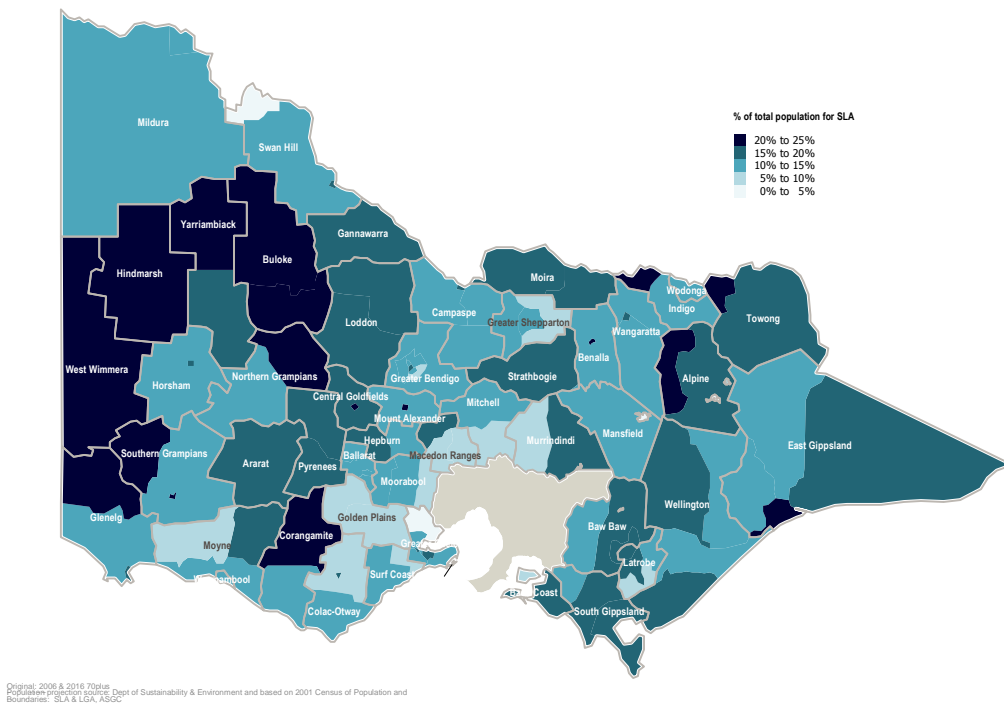 % of total population for SLA
20% to 25%
15% to 20%
10% to 15%
5% to 10%
0% to 5%
Mildura
Swan Hill
Yarriambiack
Gannawarra
Buloke
Hindmarsh
Moira
Wodonga
Indigo
Towong
Campaspe
Loddon
Greater Shepparton
Wangaratta
Benalla
West Wimmera
Horsham
Northern Grampians
Greater Bendigo
Strathbogie
Alpine
Central Goldfields
Mitchell
Mount Alexander
Mansfield
Hepburn
Murrindindi
East Gippsland
Southern Grampians
Ballarat
Macedon Ranges
Ararat
Pyrenees
Moorabool
Wellington
Glenelg
Golden Plains
Baw Baw
Corangamite
Moyne
Latrobe
Surf Coast
Coast
Colac-Otway
South Gippsland
Original: 2006 & 2016 70plus
Population projection source: Dept of Sustainability & Environment and based on 2001 Census of Population and
Boundaries: SLA & LGA, ASGC